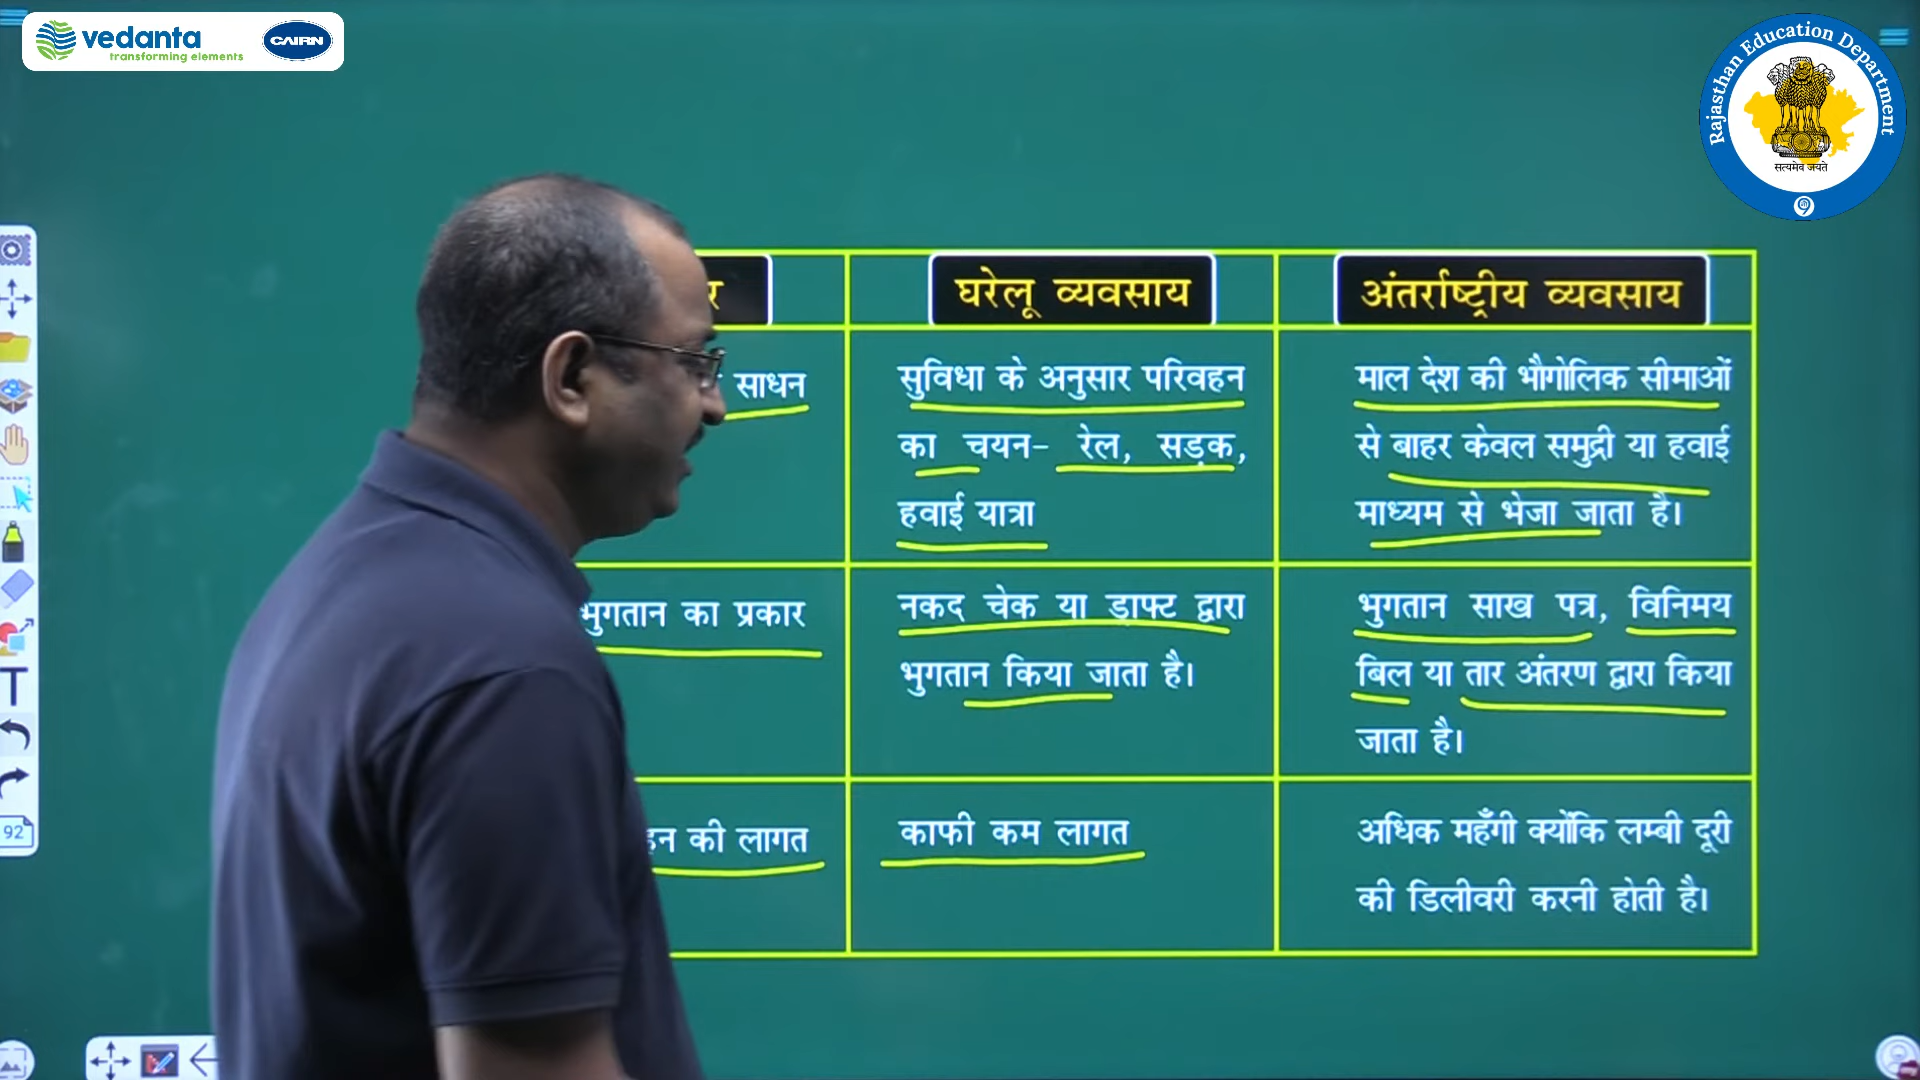 vedanta
transforming elements
CAIRN
Rajasthan Education Department
सत्यमेव जयते
घरेलू व्यवसाय
अंतर्राष्ट्रीय व्यवसाय
साधन
सुविधा के अनुसार परिवहन
का चयन- रेल, सड़क,
हवाई यात्रा
माल देश की भौगोलिक सीमाओं
से बाहर केवल समुद्री या हवाई
माध्यम से भेजा जाता है।
भुगतान का प्रकार
नकद चेक या ड्राफ्ट द्वारा
भुगतान किया जाता है।
भुगतान साख पत्र, विनिमय
बिल या तार अंतरण द्वारा किया
जाता है।
की लागत
काफी कम लागत
अधिक महँगी क्योंकि लम्बी दूरी
की डिलीवरी करनी होती है।
T
92